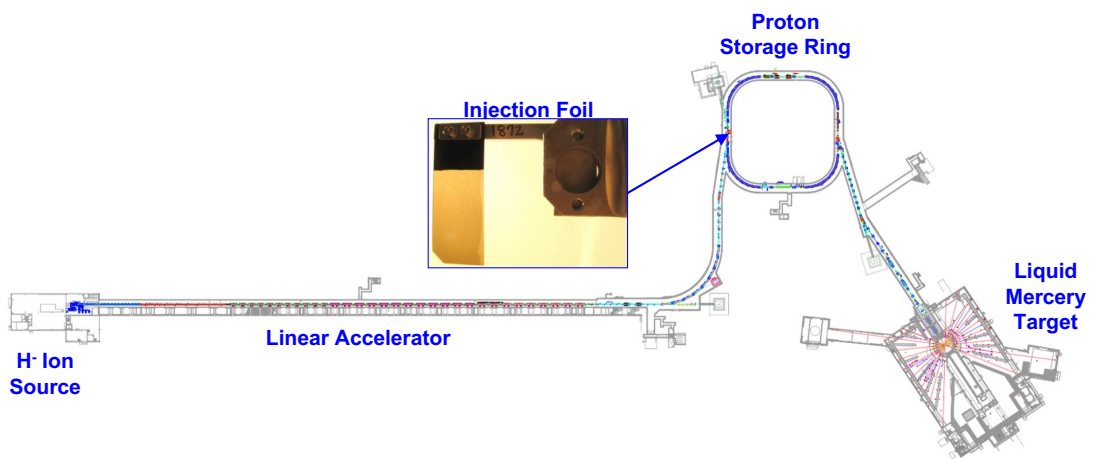 Proton
Storage Ring
Injection Foil
1872
Liquid
Mercery
Target
Linear Accelerator
H- Ion
Source